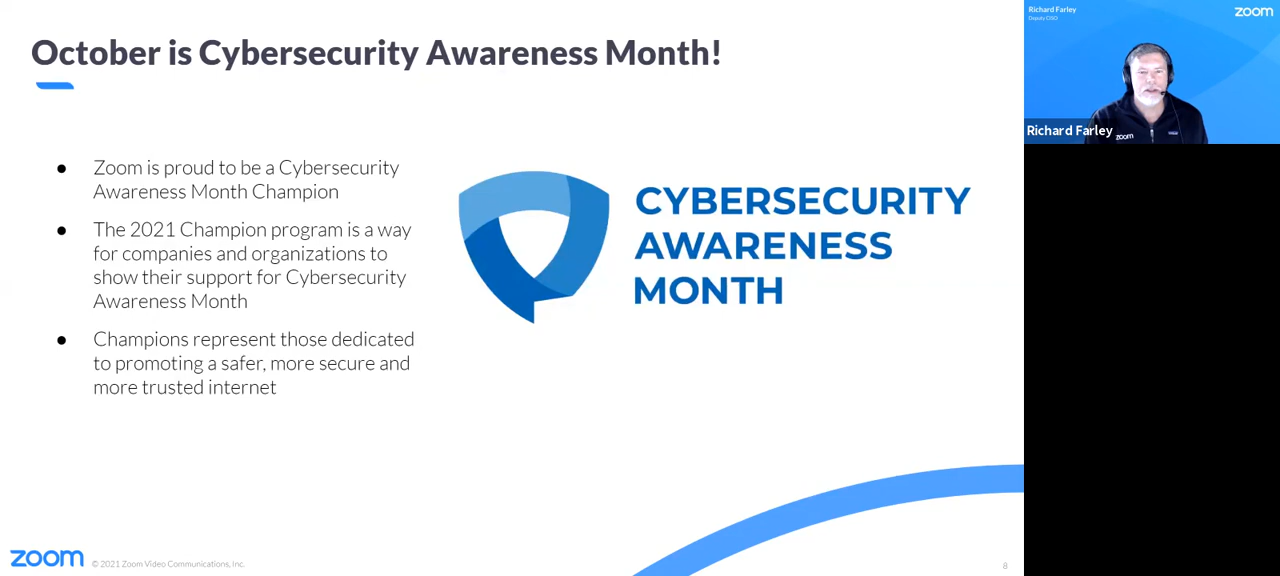 October is Cybersecurity Awareness Month!
Zoom is proud to be a Cybersecurity
Awareness Month Champion
The 2021 Champion program is a way
for companies and organizations to
show their support for Cybersecurity
Awareness Month
Champions represent those dedicated
to promoting a safer, more secure and
more trusted internet
CYBERSECURITY
AWARENESS
MONTH
zoom
© 2021 Zoom Video Communications, Inc.
8
Richard Farley
Deputy CISO
zoom
Richard Farley
zoom